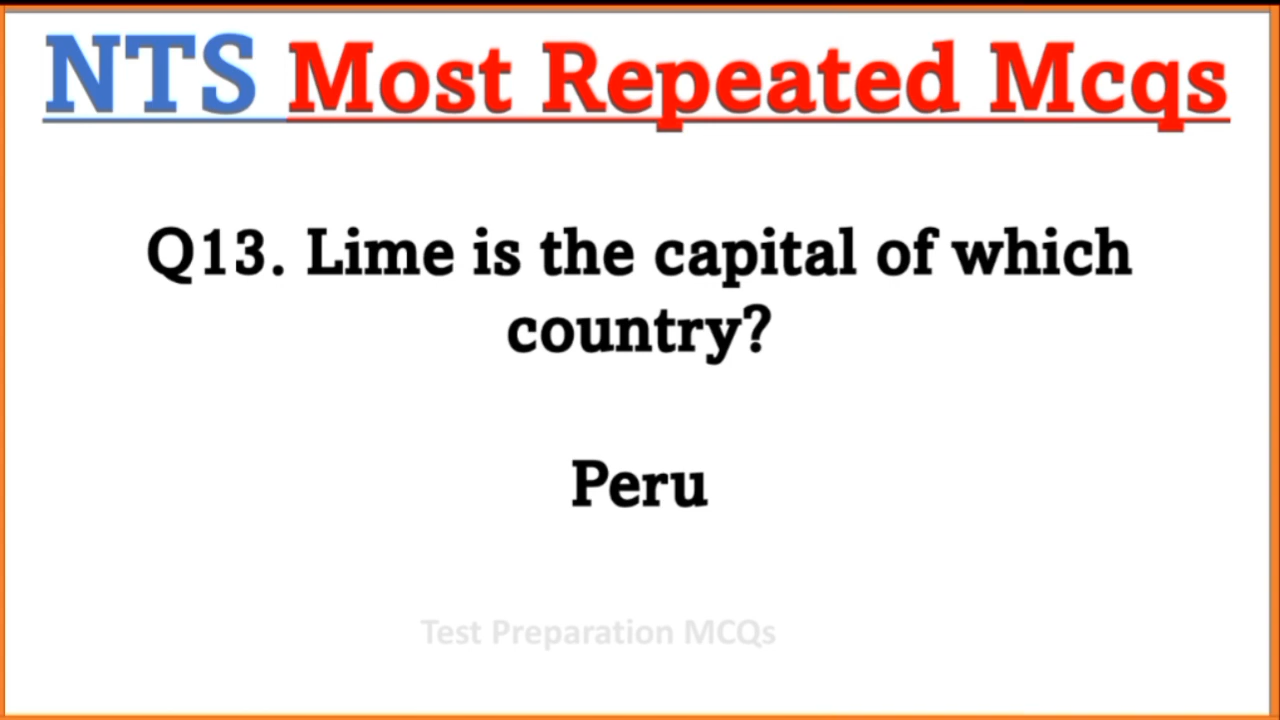 NTS Most Repeated Mcqs
Q13. Lime is the capital of which
country?
Peru
Test Preparation MCQs